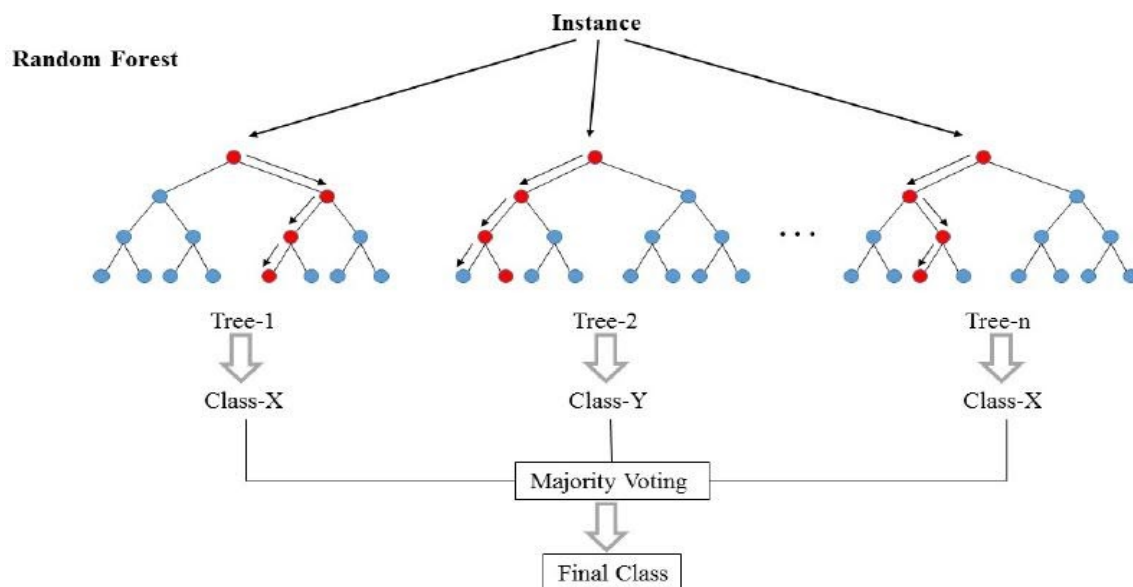 Instance
Random Forest
. . .
Tree-1 Tree-2 Tree-n
Class-X Class-Y Class-X
Majority Voting
Final Class